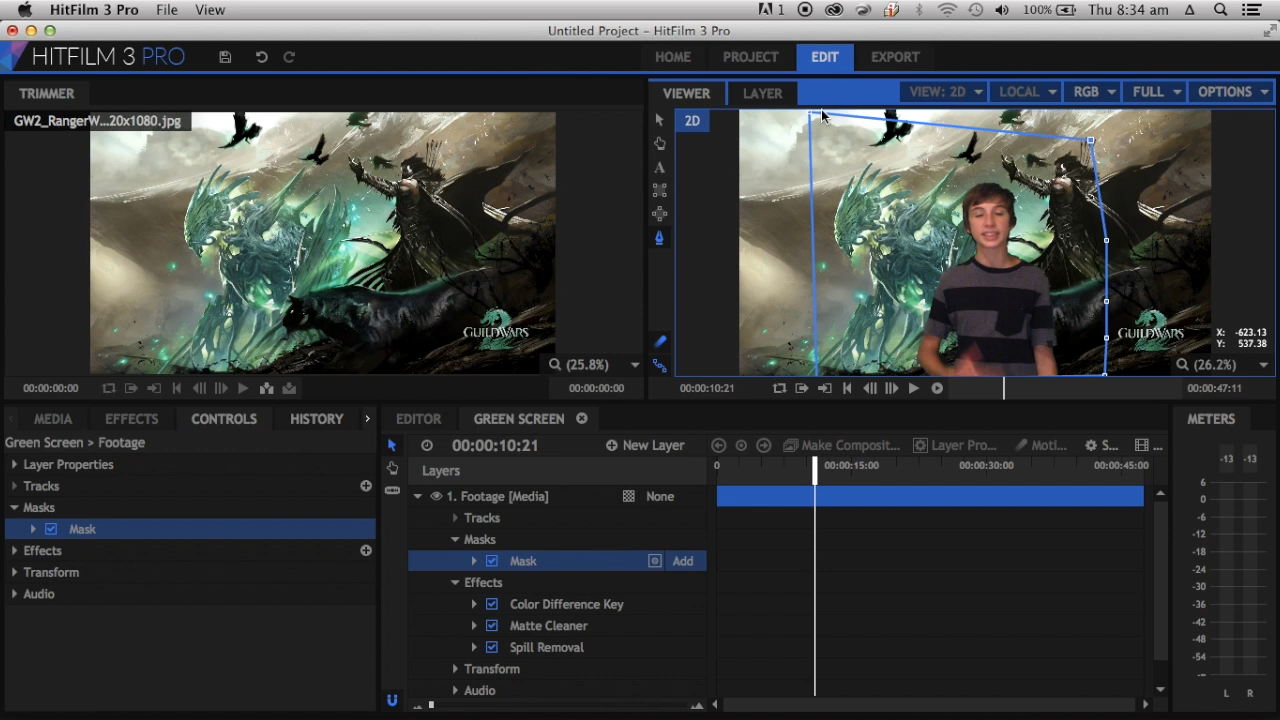 HitFilm 3 Pro File View 1 100% Thu 8:34 am
Untitled Project - HitFilm 3 Pro
HITFILM 3 PRO HOME PROJECT EDIT EXPORT
TRIMMER
VIEWER LAYER VIEW: 2D LOCAL RGB FULL OPTIONS
GW2_RangerW...20x1080.jpg
2D
GUILDWARS
GUILDWARS
X: -623.13
Y: 537.38
(25.8%)
(26.2%)
00:00:00:00 00:00:00:00
00:00:10:21 00:00:47:11
MEDIA EFFECTS CONTROLS HISTORY
EDITOR GREEN SCREEN
METERS
Green Screen > Footage
00:00:10:21 New Layer Make Composit... Layer Pro... Moti... S... ...
-13 -13
Layer Properties
Layers
0 00:00:15:00 00:00:30:00 00:00:45:00
Tracks
1. Footage [Media] None
Masks
Tracks
Mask
Masks
Effects
Mask Add
Transform
Effects
Audio
Color Difference Key
Matte Cleaner
Spill Removal
Transform
Audio
6
0
-6
-12
-18
-24
-30
-36
-42
-48
-54
L R